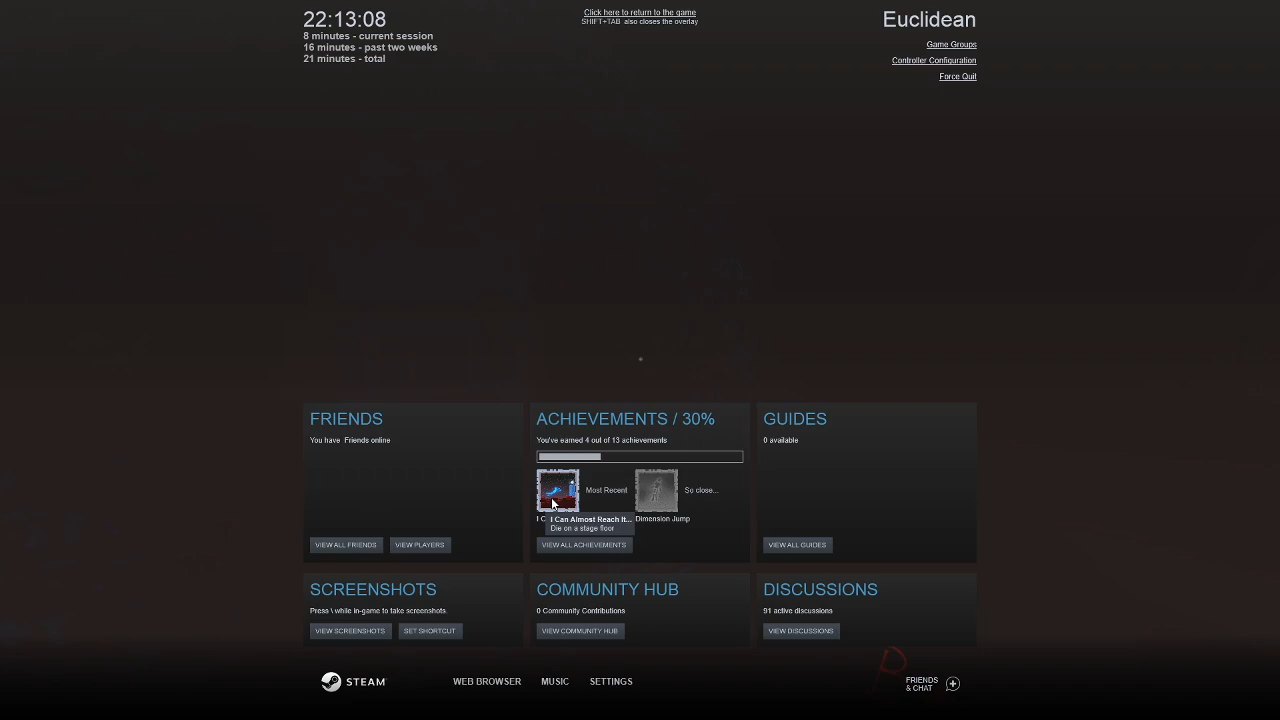 22:13:08
8 minutes - current session
16 minutes - past two weeks
21 minutes - total
Click here to return to the game
SHIFT+TAB also closes the overlay
Euclidean
Game Groups
Controller Configuration
Force Quit
FRIENDS
You have Friends online
VIEW ALL FRIENDS
VIEW PLAYERS
ACHIEVEMENTS / 30%
You've earned 4 out of 13 achievements
Most Recent
So close...
I C
I Can Almost Reach It...
Die on a stage floor
Dimension Jump
VIEW ALL ACHIEVEMENTS
GUIDES
0 available
VIEW ALL GUIDES
SCREENSHOTS
Press \ while in-game to take screenshots
VIEW SCREENSHOTS
SET SHORTCUT
COMMUNITY HUB
0 Community Contributions
VIEW COMMUNITY HUB
DISCUSSIONS
91 active discussions
VIEW DISCUSSIONS
STEAM
WEB BROWSER
MUSIC
SETTINGS
P
FRIENDS
& CHAT